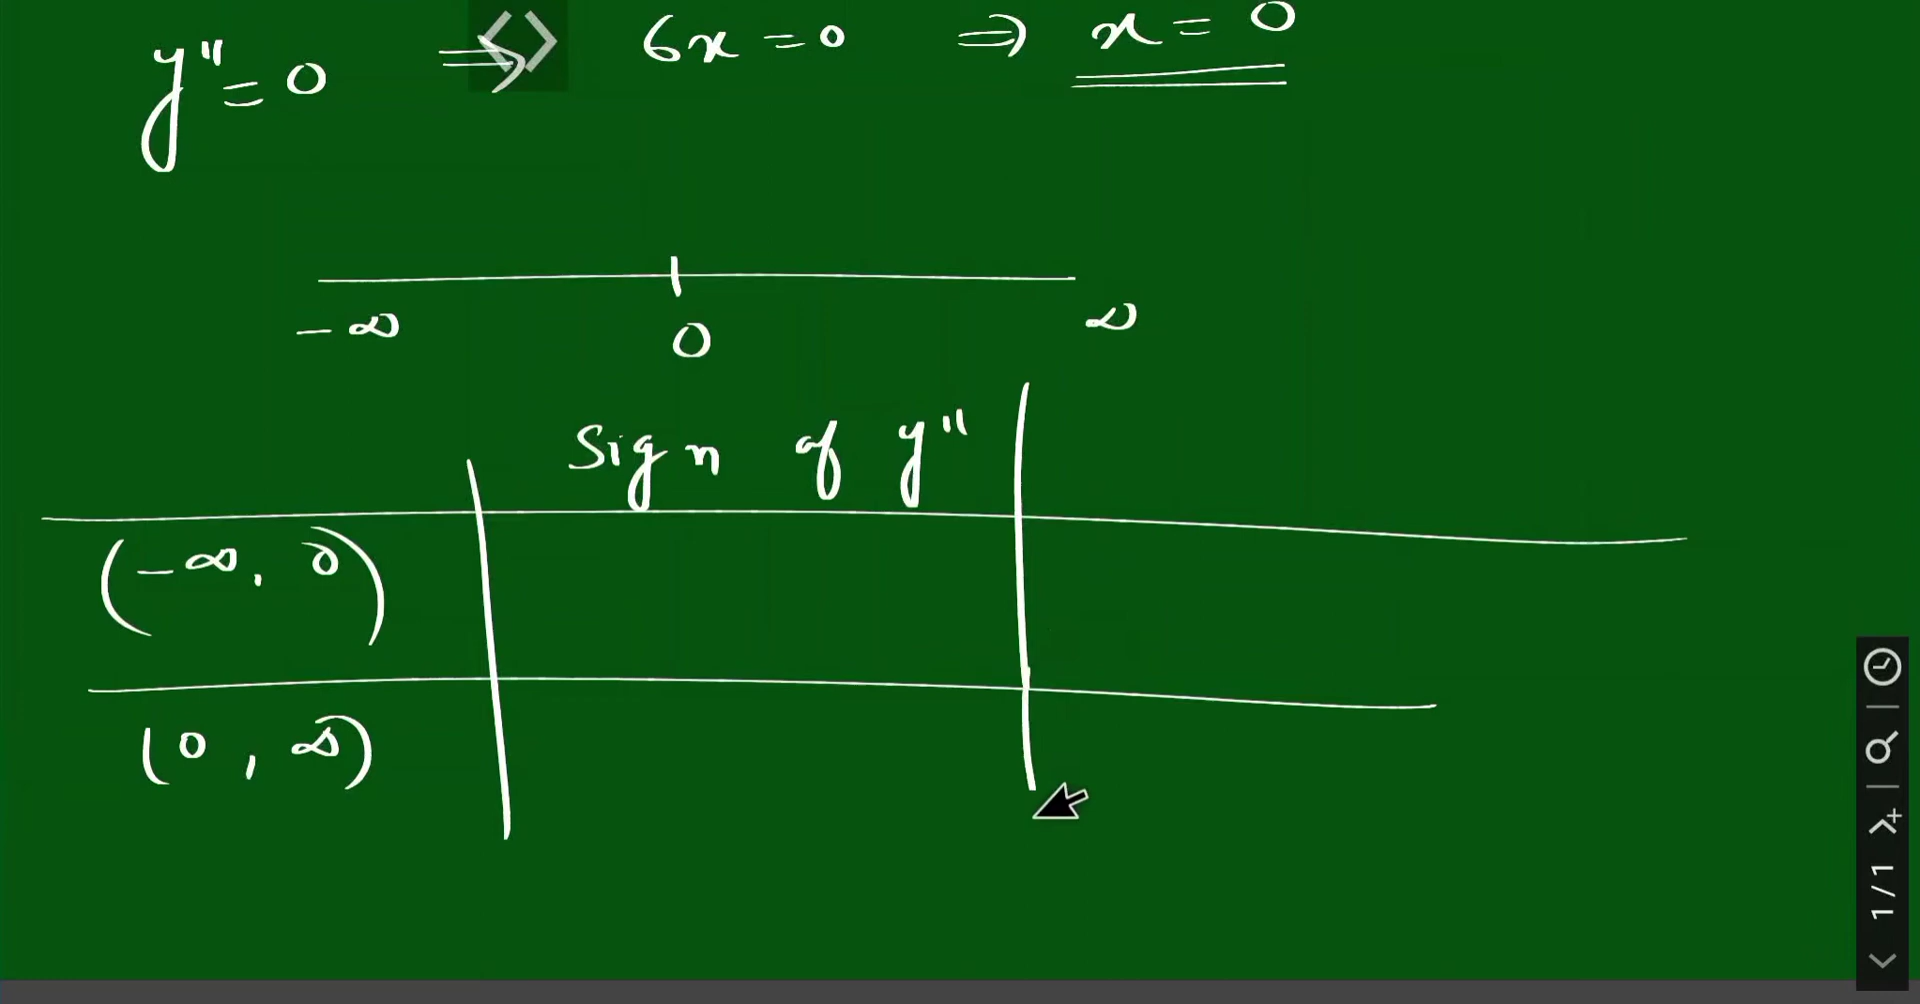 y" = 0 ⇒ 6x = 0 ⇒ x = 0
-∞ 0 ∞
Sign of y"
(-∞, 0)
(0, ∞)
1/1